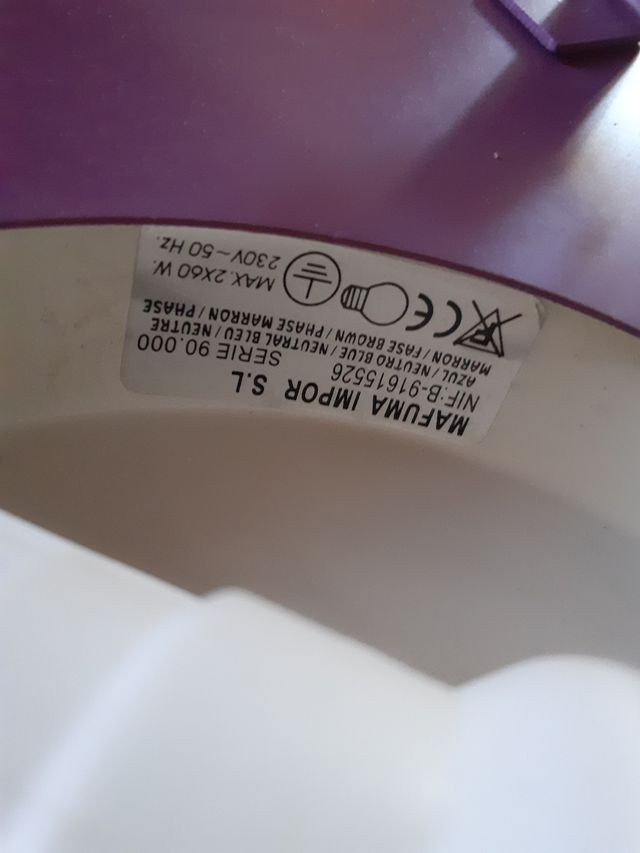 MAFUMA IMPOR S.L
NIF:B-91615526 SERIE 90.000
AZUL / NEUTRO BLUE / NEUTRAL BLEU / NEUTRE
MARRON / FASE BROWN / PHASE MARRON / PHASE
CE MAX. 2X60 W.
230V~50 Hz.